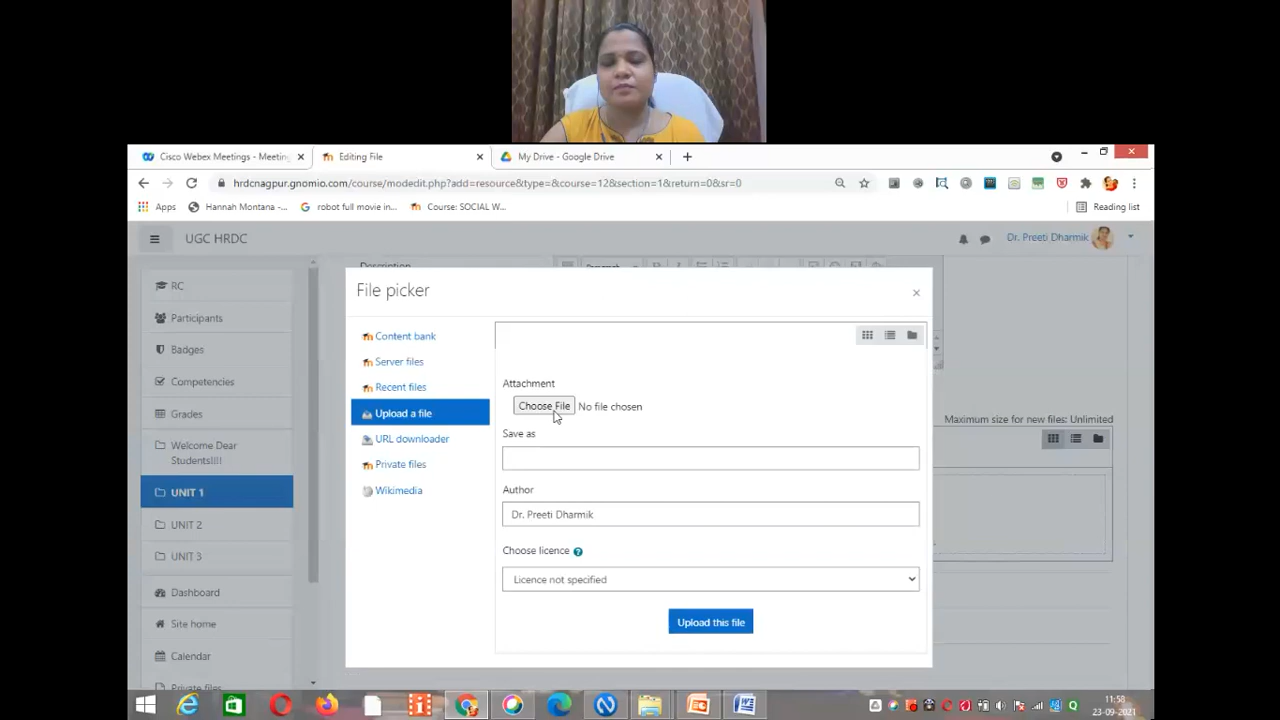 Cisco Webex Meetings - Meeting
Editing File
My Drive - Google Drive
hrdcnagpur.gnomio.com/course/modedit.php?add=resource&type=&course=12&section=1&return=0&sr=0
Apps
Hannah Montana -...
robot full movie in...
Course: SOCIAL W...
Reading list
UGC HRDC
Dr. Preeti Dharmik
RC
Participants
Badges
Competencies
Grades
Welcome Dear
Students!!!!
UNIT 1
UNIT 2
UNIT 3
Dashboard
Site home
Calendar
Private files
Description
Paragraph
File picker
Content bank
Server files
Recent files
Upload a file
URL downloader
Private files
Wikimedia
Attachment
Choose File No file chosen
Save as
Author
Dr. Preeti Dharmik
Choose licence
Licence not specified
Upload this file
Maximum size for new files: Unlimited
11:58
23-09-2021